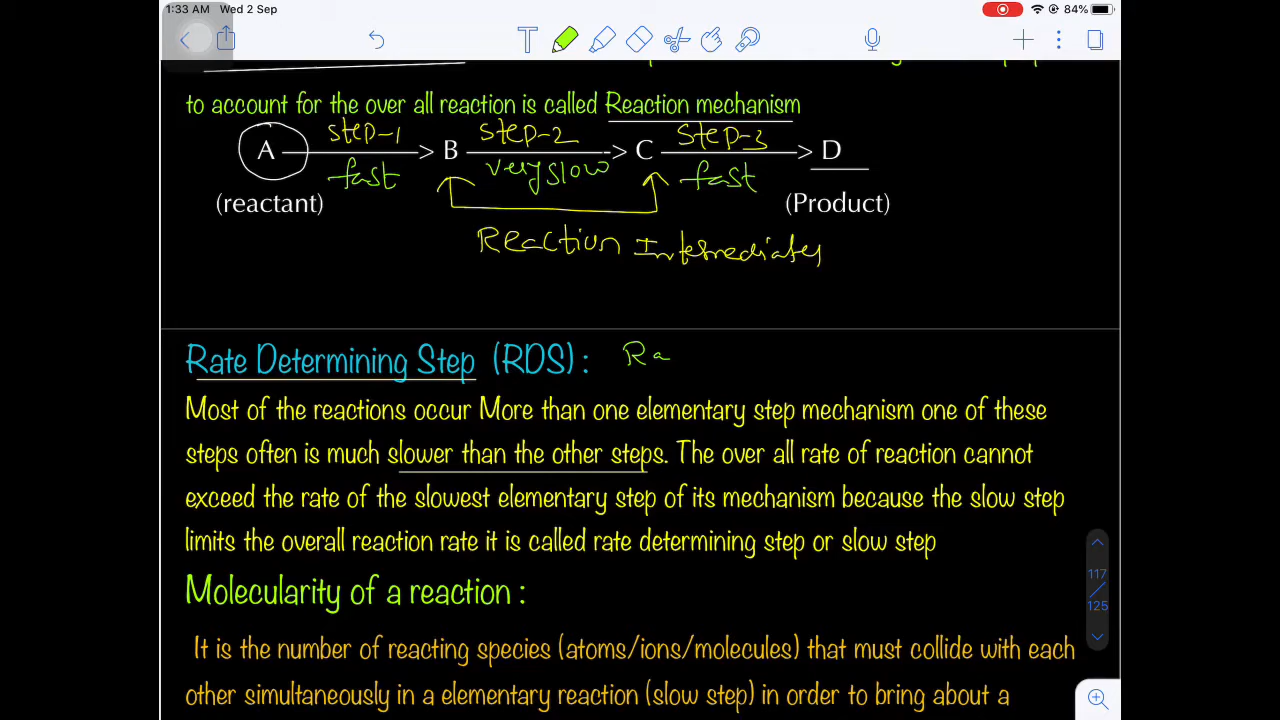 1:33 AM Wed 2 Sep 84%
to account for the over all reaction is called Reaction mechanism
Step-1 Step-2 Step-3
A > B > C > D
fast very slow fast
(reactant) (Product)
Reaction Intermediates
Rate Determining Step (RDS) : Ra
Most of the reactions occur More than one elementary step mechanism one of these
steps often is much slower than the other steps. The over all rate of reaction cannot
exceed the rate of the slowest elementary step of its mechanism because the slow step
limits the overall reaction rate it is called rate determining step or slow step
Molecularity of a reaction :
It is the number of reacting species (atoms/ions/molecules) that must collide with each
other simultaneously in a elementary reaction (slow step) in order to bring about a
117
/
125